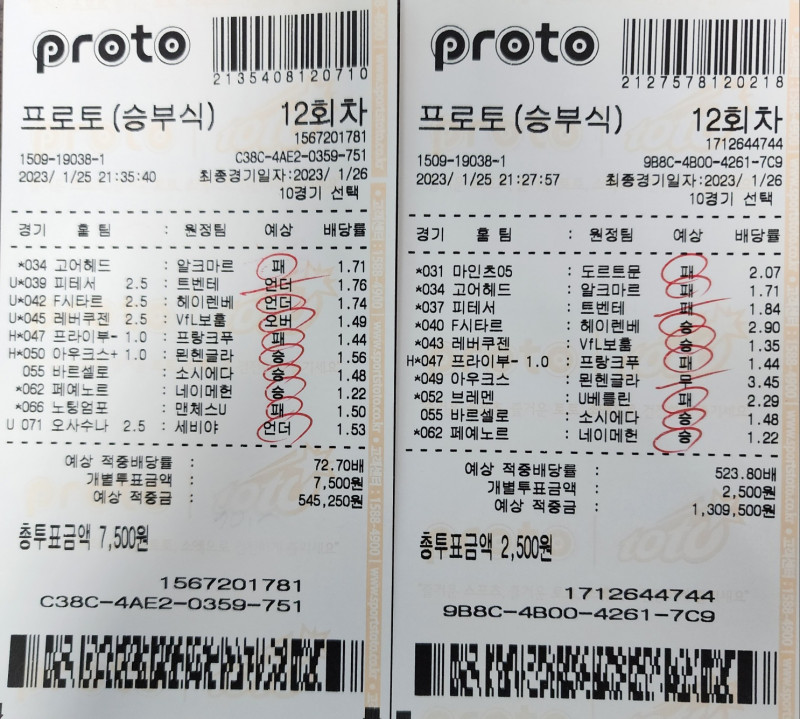 proto
2135408120710
프로토(승부식) 12회차
1567201781
1509-19038-1 C38C-4AE2-0359-751
2023/ 1/25 21:35:40 최종경기일자:2023/ 1/26
10경기 선택
경기 홈 팀 : 원정팀 예상 배당률
*034 고어헤드 : 알크마르 패 1.71
U*039 피테서 2.5 : 트벤테 언더 1.76
U*042 F시타르 2.5 : 헤이렌베 언더 1.74
U*045 레버쿠젠 2.5 : VfL보훔 오버 1.49
H*047 프라이부- 1.0 : 프랑크푸 패 1.44
H*050 아우크스+ 1.0 : 묀헨글라 승 1.56
055 바르셀로 : 소시에다 승 1.48
*062 페예노르 : 네이메헌 승 1.22
*066 노팅엄포 : 맨체스U 패 1.50
U 071 오사수나 2.5 : 세비야 언더 1.53
예상 적중배당률 : 72.70배
개별투표금액 : 7,500원
예상 적중금 : 545,250원
총투표금액 7,500원
1567201781
C38C-4AE2-0359-751
proto
2127578120218
프로토(승부식) 12회차
1712644744
1509-19038-1 9B8C-4B00-4261-7C9
2023/ 1/25 21:27:57 최종경기일자:2023/ 1/26
10경기 선택
경기 홈 팀 : 원정팀 예상 배당률
*031 마인츠05 : 도르트문 패 2.07
*034 고어헤드 : 알크마르 패 1.71
*037 피테서 : 트벤테 패 1.84
*040 F시타르 : 헤이렌베 승 2.90
*043 레버쿠젠 : VfL보훔 승 1.35
H*047 프라이부- 1.0 : 프랑크푸 패 1.44
*049 아우크스 : 묀헨글라 무 3.45
*052 브레멘 : U베를린 패 2.29
055 바르셀로 : 소시에다 승 1.48
*062 페예노르 : 네이메헌 승 1.22
예상 적중배당률 : 523.80배
개별투표금액 : 2,500원
예상 적중금 : 1,309,500원
총투표금액 2,500원
1712644744
9B8C-4B00-4261-7C9